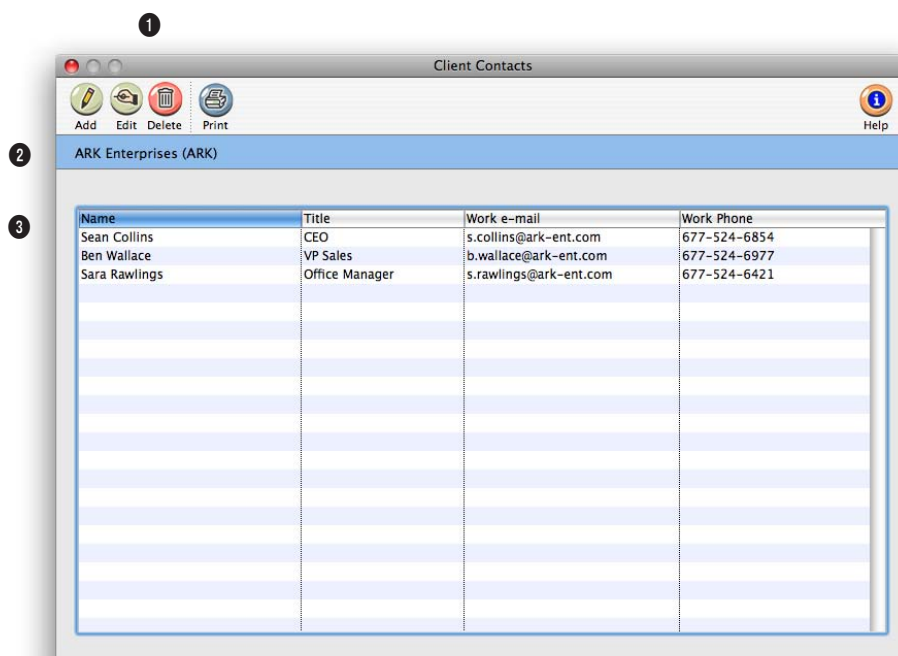 1
Client Contacts
Add Edit Delete Print Help
2
ARK Enterprises (ARK)
3
Name Title Work e-mail Work Phone
Sean Collins CEO s.collins@ark-ent.com 677-524-6854
Ben Wallace VP Sales b.wallace@ark-ent.com 677-524-6977
Sara Rawlings Office Manager s.rawlings@ark-ent.com 677-524-6421